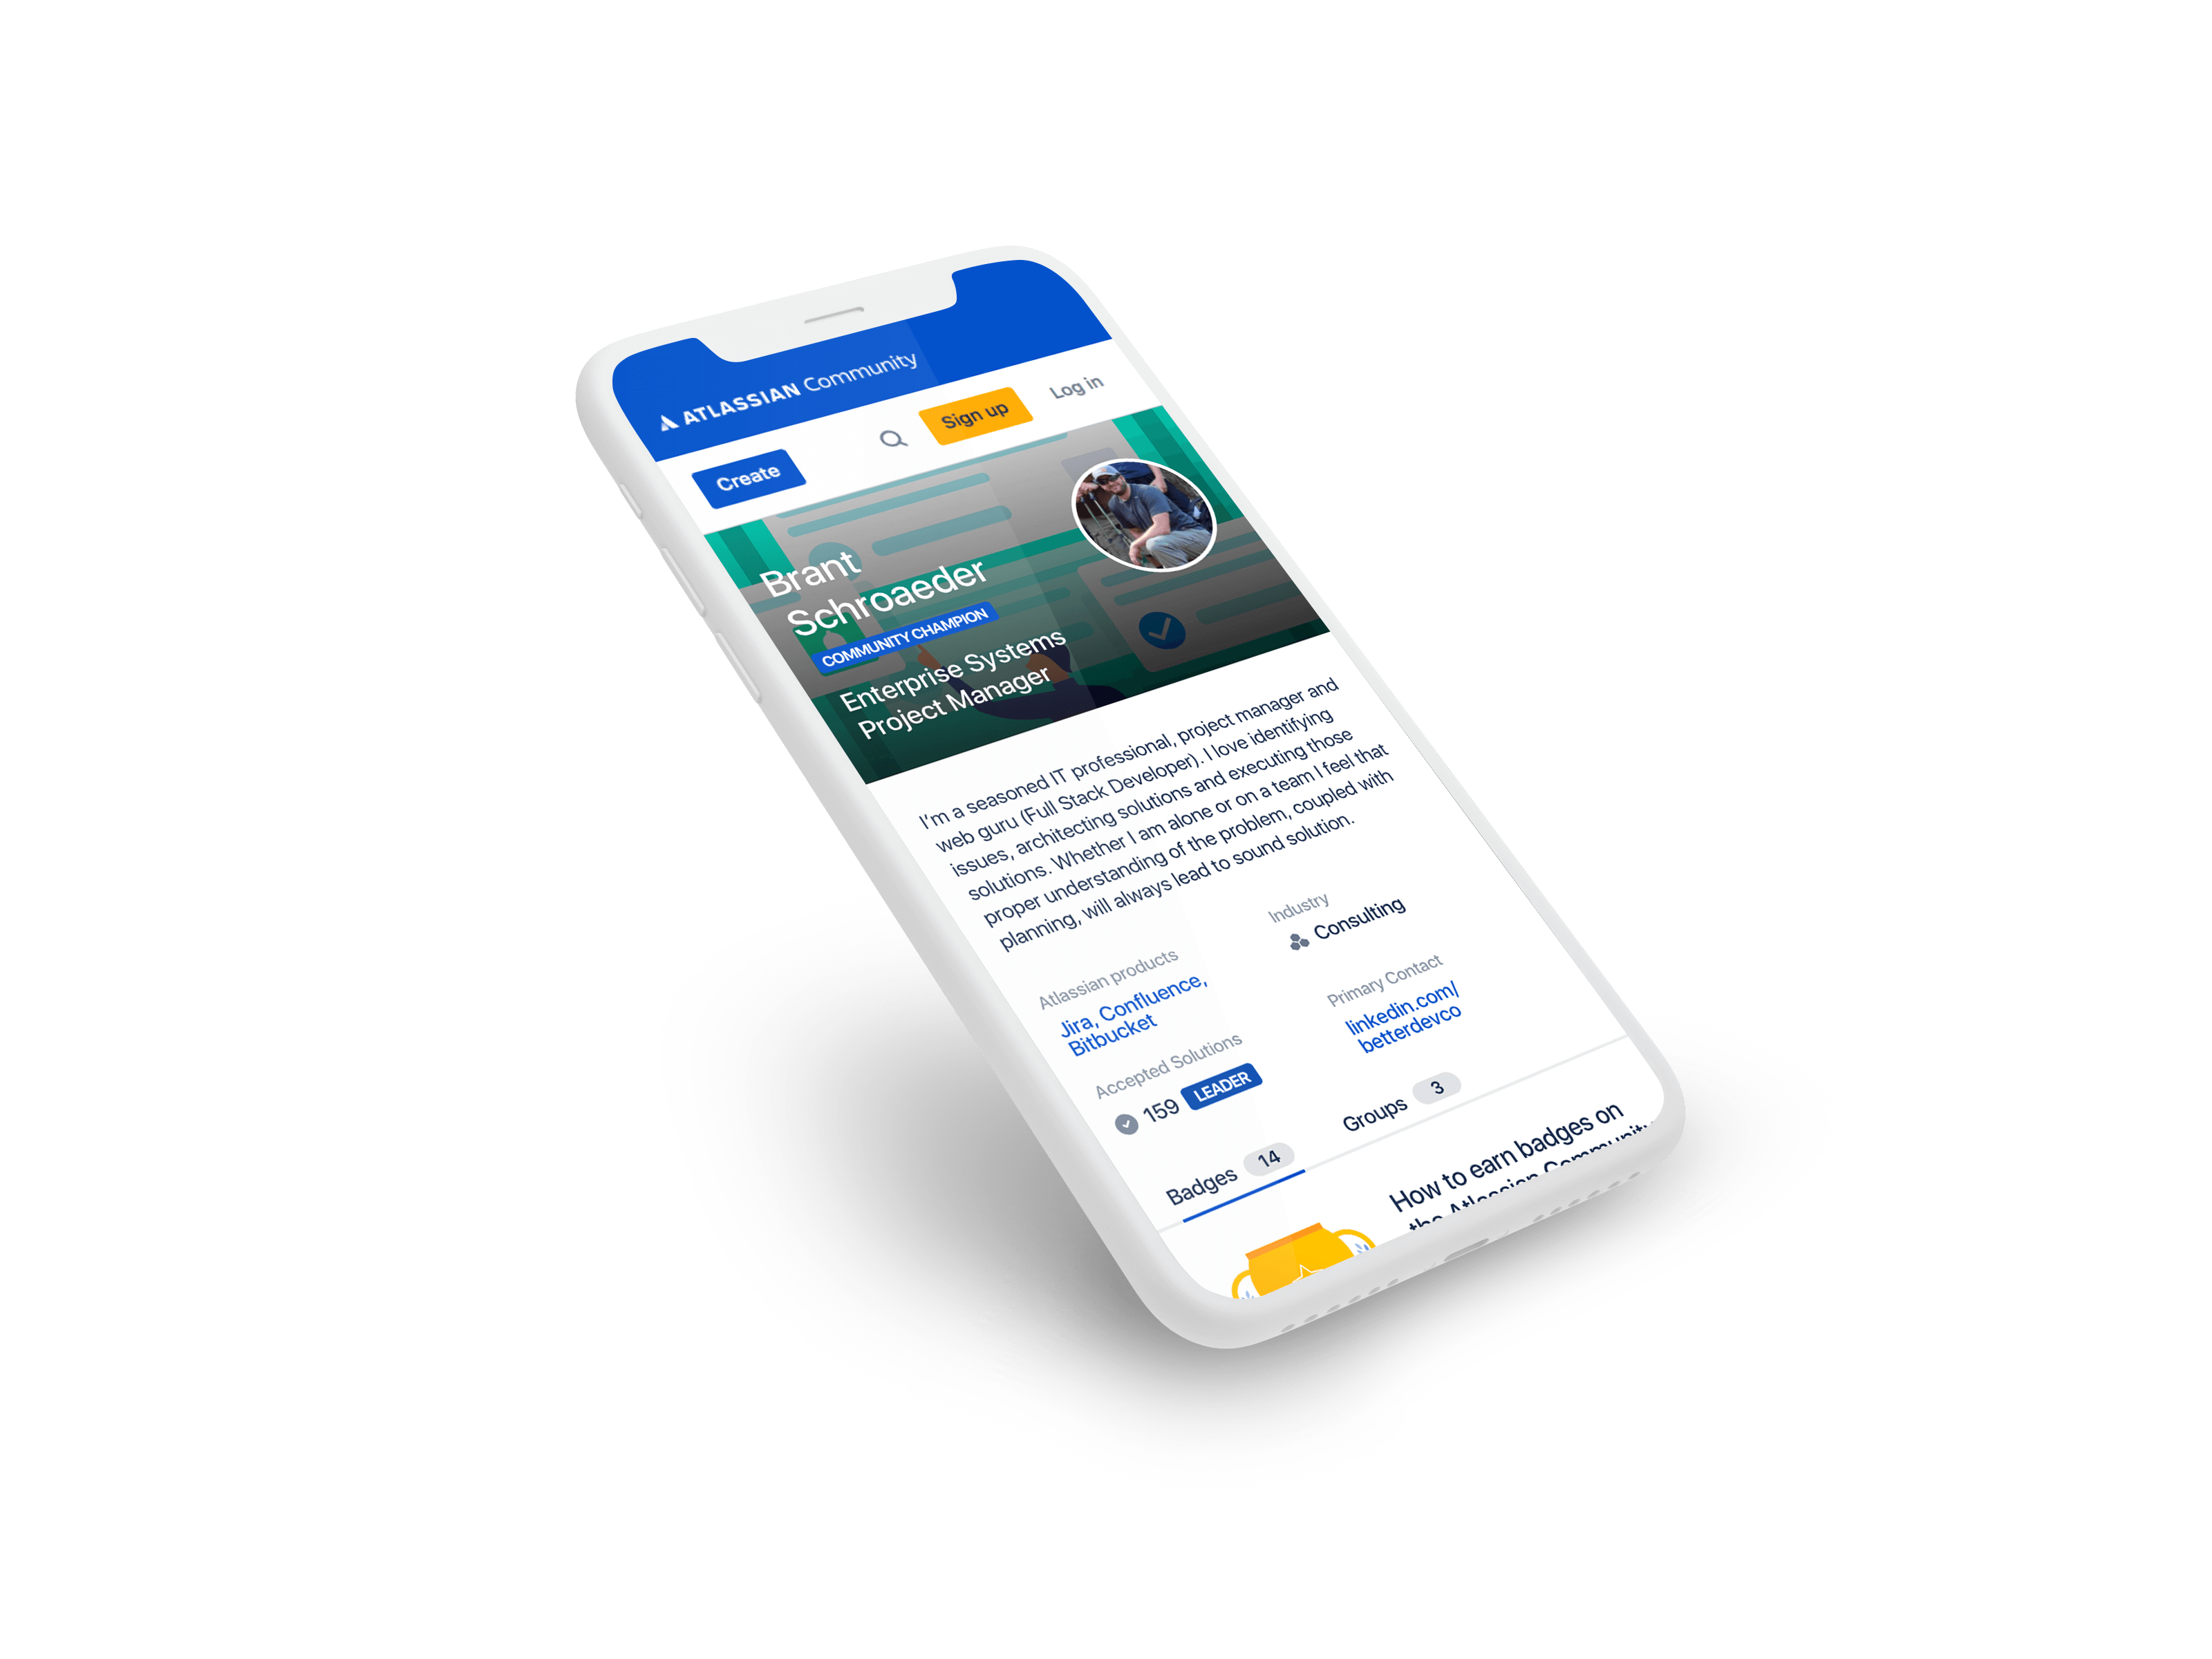 ATLASSIAN Community
Create
Sign up
Log in
Brant
Schroaeder
COMMUNITY CHAMPION
Enterprise Systems
Project Manager
I'm a seasoned IT professional, project manager and
web guru (Full Stack Developer). I love identifying
issues, architecting solutions and executing those
solutions. Whether I am alone or on a team I feel that
proper understanding of the problem, coupled with
planning, will always lead to sound solution.
Atlassian products
Jira, Confluence,
Bitbucket
Industry
Consulting
Accepted Solutions
159 LEADER
Primary Contact
linkedin.com/
betterdevco
Badges 14
Groups 3
How to earn badges on
the Atlassian Community